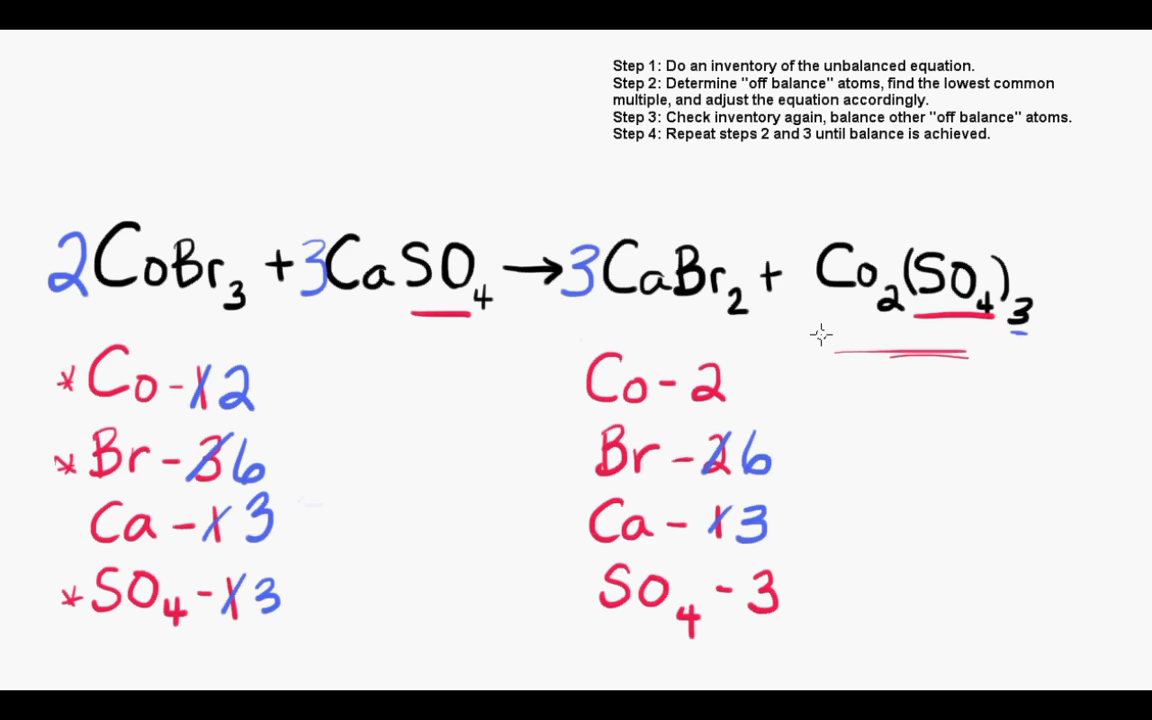 Step 1: Do an inventory of the unbalanced equation.
Step 2: Determine "off balance" atoms, find the lowest common
multiple, and adjust the equation accordingly.
Step 3: Check inventory again, balance other "off balance" atoms.
Step 4: Repeat steps 2 and 3 until balance is achieved.
2CoBr₃ + 3CaSO₄ → 3CaBr₂ + Co₂(SO₄)₃
* Co - 1 2
Co - 2
* Br - 3 6
Br - 2 6
Ca - 1 3
Ca - 1 3
* SO₄ - 1 3
SO₄ - 3